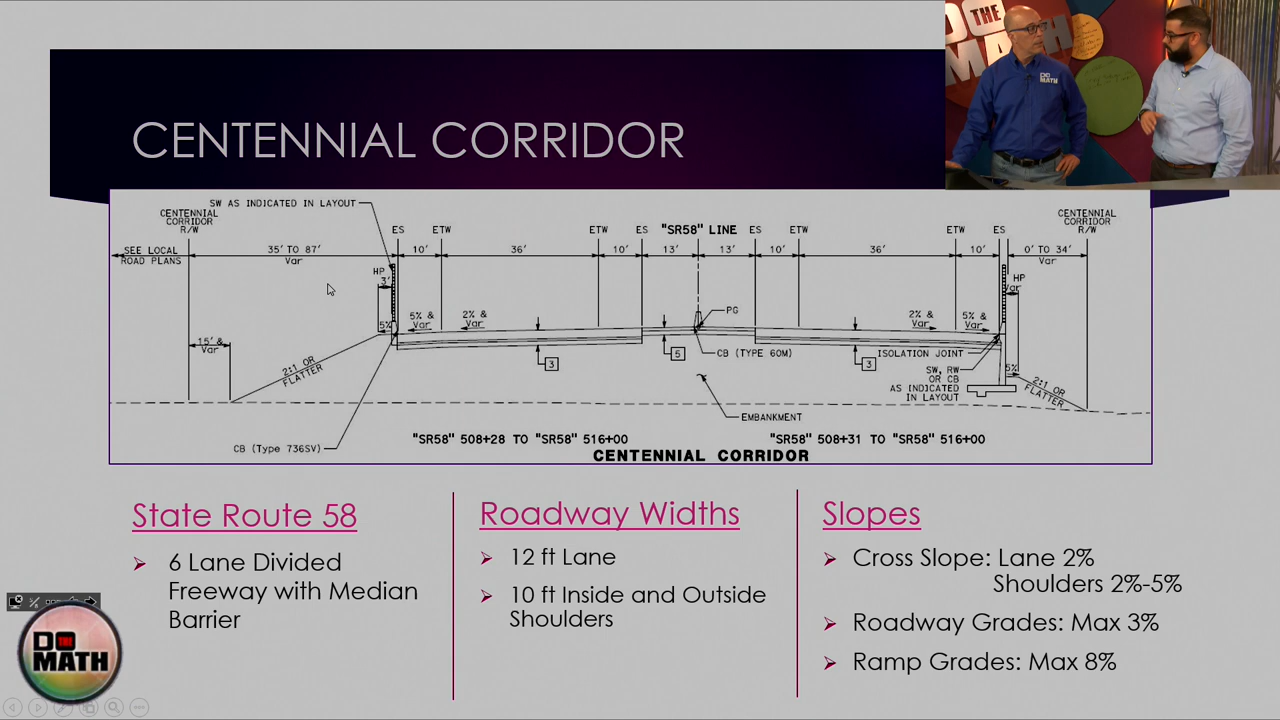 DO THE MATH
DO THE MATH
CENTENNIAL CORRIDOR
SW AS INDICATED IN LAYOUT
CENTENNIAL
CORRIDOR
R/W
ES
ETW
ETW
ES
"SR58" LINE
ES
ETW
ETW
ES
CENTENNIAL
CORRIDOR
R/W
SEE LOCAL
ROAD PLANS
35' TO 87'
Var
10'
36'
10'
13'
13'
10'
36'
10'
0' TO 34'
Var
HP
3'
HP
Var
5%
5% &
Var
2% &
Var
PG
2% &
Var
5% &
Var
15' &
Var
2:1 OR
FLATTER
3
5
CB (TYPE 60M)
3
ISOLATION JOINT
SW, RW
OR CB
AS INDICATED
IN LAYOUT
5%
2:1 OR
FLATTER
EMBANKMENT
CB (Type 736SV)
"SR58" 508+28 TO "SR58" 516+00
"SR58" 508+31 TO "SR58" 516+00
CENTENNIAL CORRIDOR
State Route 58
6 Lane Divided
Freeway with Median
Barrier
Roadway Widths
12 ft Lane
10 ft Inside and Outside
Shoulders
Slopes
Cross Slope: Lane 2%
Shoulders 2%-5%
Roadway Grades: Max 3%
Ramp Grades: Max 8%
DO THE
MATH